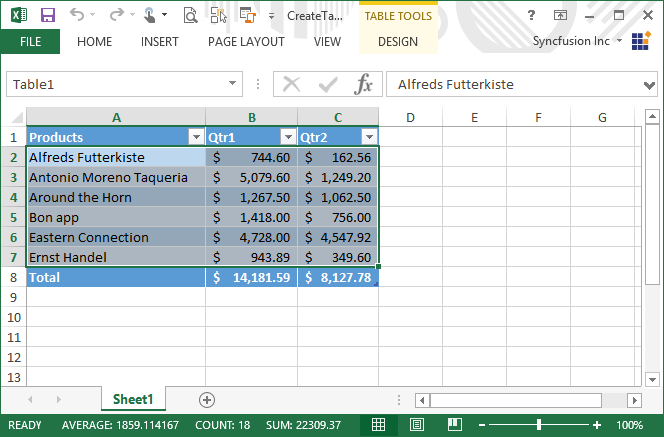 CreateTa... TABLE TOOLS ?
FILE HOME INSERT PAGE LAYOUT VIEW DESIGN Syncfusion Inc
Table1 fx Alfreds Futterkiste
A B C D E F G
1 Products Qtr1 Qtr2
2 Alfreds Futterkiste $ 744.60 $ 162.56
3 Antonio Moreno Taqueria $ 5,079.60 $ 1,249.20
4 Around the Horn $ 1,267.50 $ 1,062.50
5 Bon app $ 1,418.00 $ 756.00
6 Eastern Connection $ 4,728.00 $ 4,547.92
7 Ernst Handel $ 943.89 $ 349.60
8 Total $ 14,181.59 $ 8,127.78
9
10
11
12
13
Sheet1
READY AVERAGE: 1859.114167 COUNT: 18 SUM: 22309.37 100%